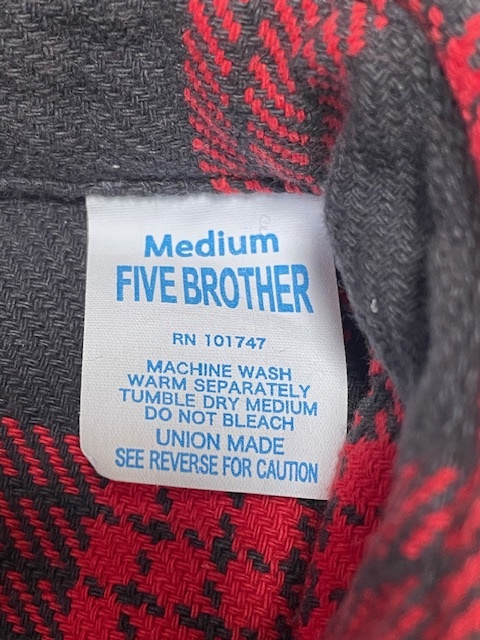 Medium
FIVE BROTHER
RN 101747
MACHINE WASH
WARM SEPARATELY
TUMBLE DRY MEDIUM
DO NOT BLEACH
UNION MADE
SEE REVERSE FOR CAUTION